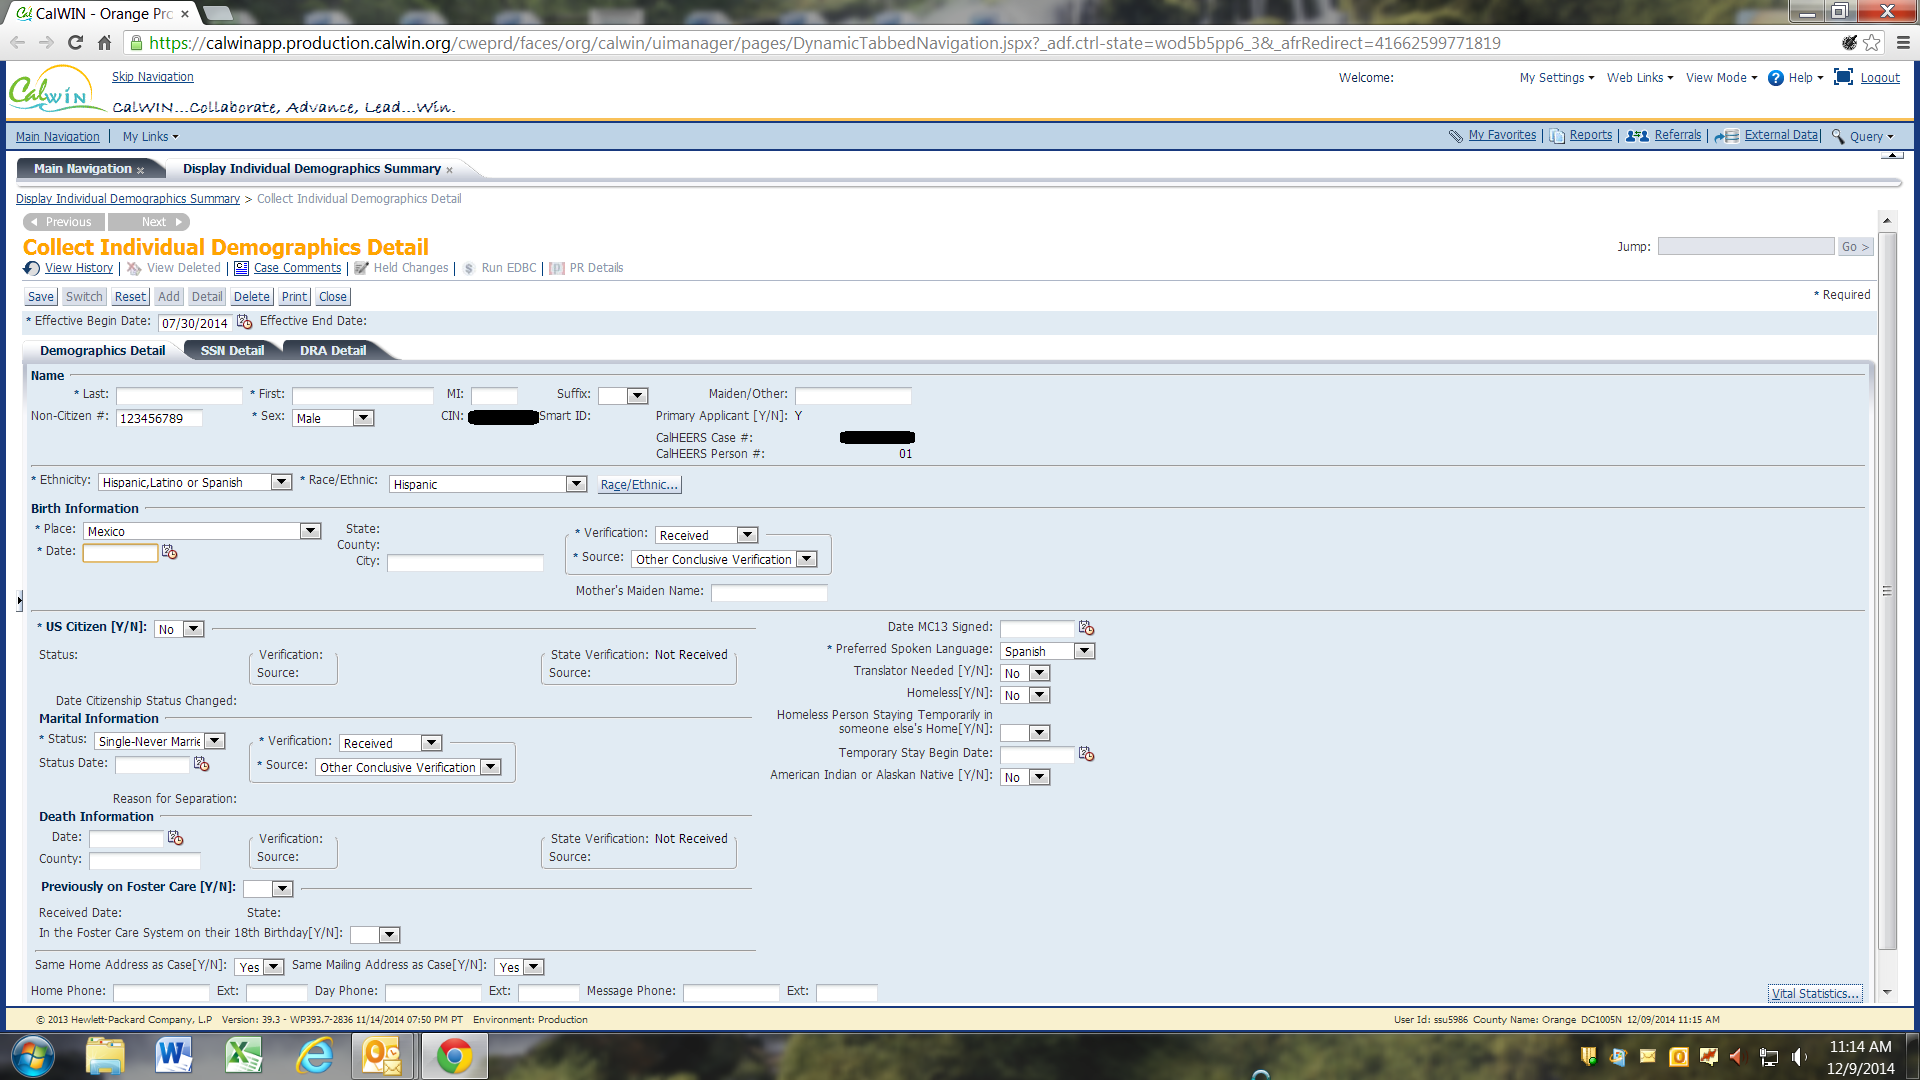 CalWIN - Orange Pro
https://calwinapp.production.calwin.org/cweprd/faces/org/calwin/uimanager/pages/DynamicTabbedNavigation.jspx?_adf.ctrl-state=wod5b5pp6_3&_afrRedirect=41662599771819
CalWIN
Skip Navigation
Welcome: My Settings Web Links View Mode ? Help Logout
CalWIN...Collaborate, Advance, Lead...Win.
Main Navigation | My Links
My Favorites | Reports | Referrals | External Data | Query
Main Navigation x Display Individual Demographics Summary x
Display Individual Demographics Summary > Collect Individual Demographics Detail
Previous Next
Collect Individual Demographics Detail
Jump: Go >
View History | View Deleted | Case Comments | Held Changes | $ Run EDBC | PR Details
Save Switch Reset Add Detail Delete Print Close
* Required
* Effective Begin Date: 07/30/2014 Effective End Date:
Demographics Detail SSN Detail DRA Detail
Name
* Last: * First: MI: Suffix: Maiden/Other:
Non-Citizen #: 123456789 * Sex: Male CIN: Smart ID: Primary Applicant [Y/N]: Y
CalHEERS Case #:
CalHEERS Person #: 01
* Ethnicity: Hispanic,Latino or Spanish * Race/Ethnic: Hispanic Race/Ethnic...
Birth Information
* Place: Mexico State: * Verification: Received
* Date: County:
City: * Source: Other Conclusive Verification
Mother's Maiden Name:
* US Citizen [Y/N]: No Date MC13 Signed:
Status: Verification: State Verification: Not Received * Preferred Spoken Language: Spanish
Source: Source: Translator Needed [Y/N]: No
Homeless[Y/N]: No
Date Citizenship Status Changed:
Marital Information Homeless Person Staying Temporarily in
someone else's Home[Y/N]:
* Status: Single-Never Marrie * Verification: Received
Status Date: * Source: Other Conclusive Verification Temporary Stay Begin Date:
American Indian or Alaskan Native [Y/N]: No
Reason for Separation:
Death Information
Date: Verification: State Verification: Not Received
County: Source: Source:
Previously on Foster Care [Y/N]:
Received Date: State:
In the Foster Care System on their 18th Birthday[Y/N]:
Same Home Address as Case[Y/N]: Yes Same Mailing Address as Case[Y/N]: Yes
Home Phone: Ext: Day Phone: Ext: Message Phone: Ext: Vital Statistics...
© 2013 Hewlett-Packard Company, L.P Version: 39.3 - WP393.7-2836 11/14/2014 07:50 PM PT Environment: Production
User Id: ssu5986 County Name: Orange DC1005N 12/09/2014 11:15 AM
11:14 AM
12/9/2014